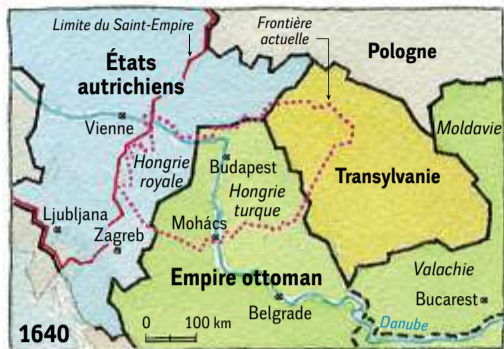 Limite du Saint-Empire
Frontière
actuelle
États
autrichiens
Pologne
Vienne
Moldavie
Hongrie
royale
Budapest
Hongrie
turque
Transylvanie
Ljubljana
Zagreb
Mohács
Empire ottoman
Valachie
Bucarest
Belgrade
Danube
1640
0 100 km